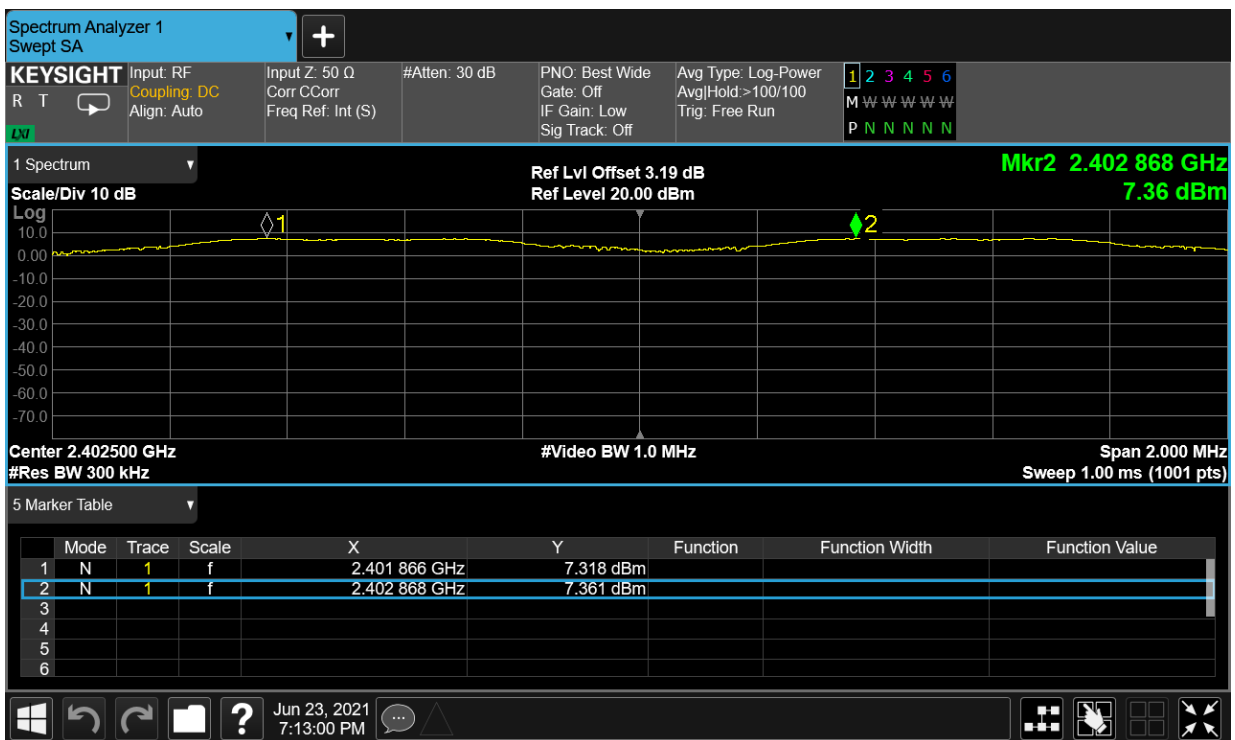 Spectrum Analyzer 1
Swept SA
KEYSIGHT
R T
LXI
Input: RF
Coupling: DC
Align: Auto
Input Z: 50 Ω
Corr CCorr
Freq Ref: Int (S)
#Atten: 30 dB
PNO: Best Wide
Gate: Off
IF Gain: Low
Sig Track: Off
Avg Type: Log-Power
Avg|Hold:>100/100
Trig: Free Run
1 2 3 4 5 6
M W W W W W
P N N N N N
1 Spectrum
Scale/Div 10 dB
Ref Lvl Offset 3.19 dB
Ref Level 20.00 dBm
Mkr2 2.402 868 GHz
7.36 dBm
Log
10.0
0.00
-10.0
-20.0
-30.0
-40.0
-50.0
-60.0
-70.0
1
2
Center 2.402500 GHz
#Video BW 1.0 MHz
Span 2.000 MHz
#Res BW 300 kHz
Sweep 1.00 ms (1001 pts)
5 Marker Table
Mode Trace Scale X Y Function Function Width Function Value
1 N 1 f 2.401 866 GHz 7.318 dBm
2 N 1 f 2.402 868 GHz 7.361 dBm
3
4
5
6
?
Jun 23, 2021
7:13:00 PM